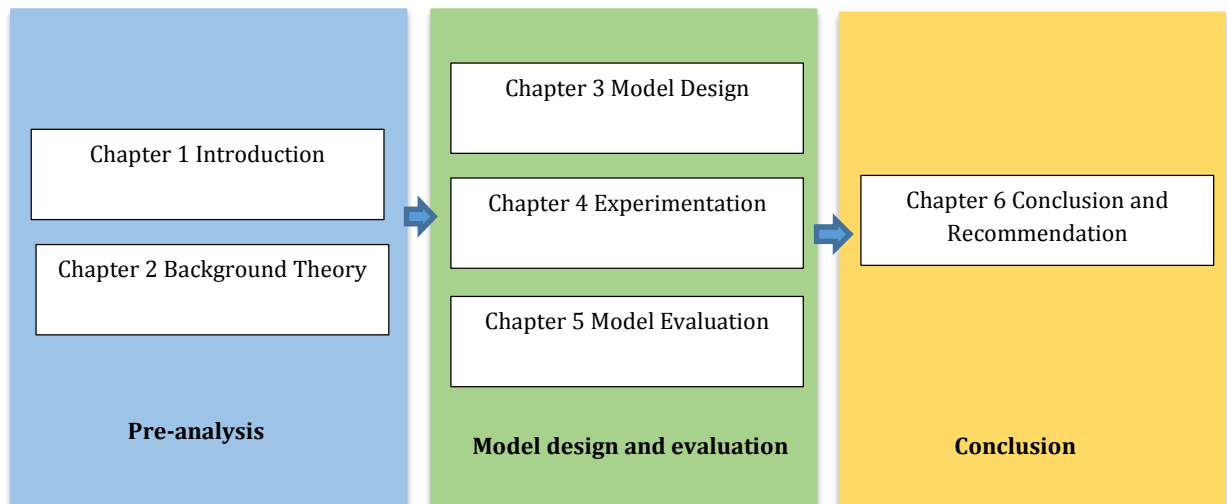 Chapter 1 Introduction
Chapter 2 Background Theory
Pre-analysis
Chapter 3 Model Design
Chapter 4 Experimentation
Chapter 5 Model Evaluation
Model design and evaluation
Chapter 6 Conclusion and
Recommendation
Conclusion